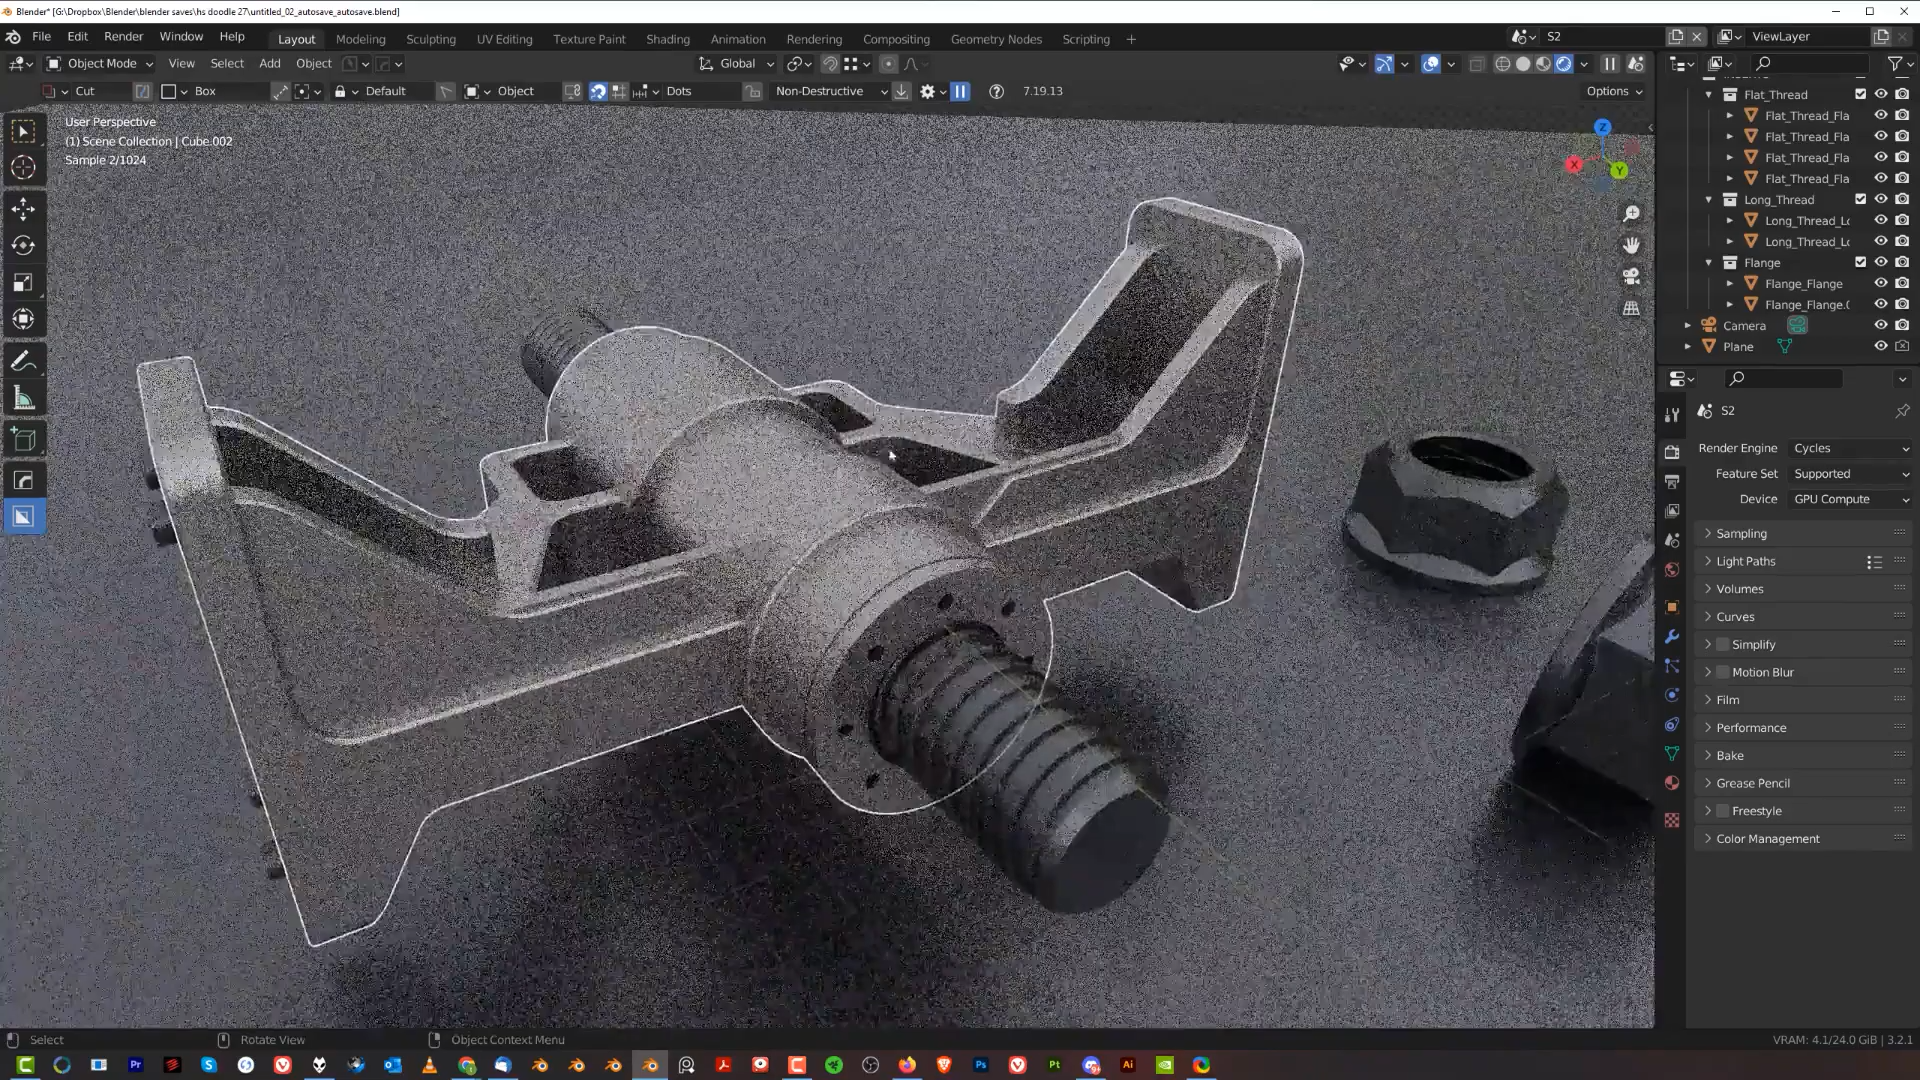 Blender* [G:\Dropbox\Blender\blender saves\hs doodle 27\untitled_02_autosave_autosave.blend]
File Edit Render Window Help Layout Modeling Sculpting UV Editing Texture Paint Shading Animation Rendering Compositing Geometry Nodes Scripting S2 ViewLayer
Object Mode View Select Add Object Global
Cut Box Default Object Dots Non-Destructive 7.19.13 Options
User Perspective
(1) Scene Collection | Cube.002
Sample 2/1024
Z
X
Y
Flat_Thread
Flat_Thread_Fla
Flat_Thread_Fla
Flat_Thread_Fla
Flat_Thread_Fla
Long_Thread
Long_Thread_Lo
Long_Thread_Lo
Flange
Flange_Flange
Flange_Flange.0
Camera
Plane
S2
Render Engine Cycles
Feature Set Supported
Device GPU Compute
Sampling
Light Paths
Volumes
Curves
Simplify
Motion Blur
Film
Performance
Bake
Grease Pencil
Freestyle
Color Management
Select Rotate View Object Context Menu VRAM: 4.1/24.0 GiB | 3.2.1
Pr S Ps Pt Ai